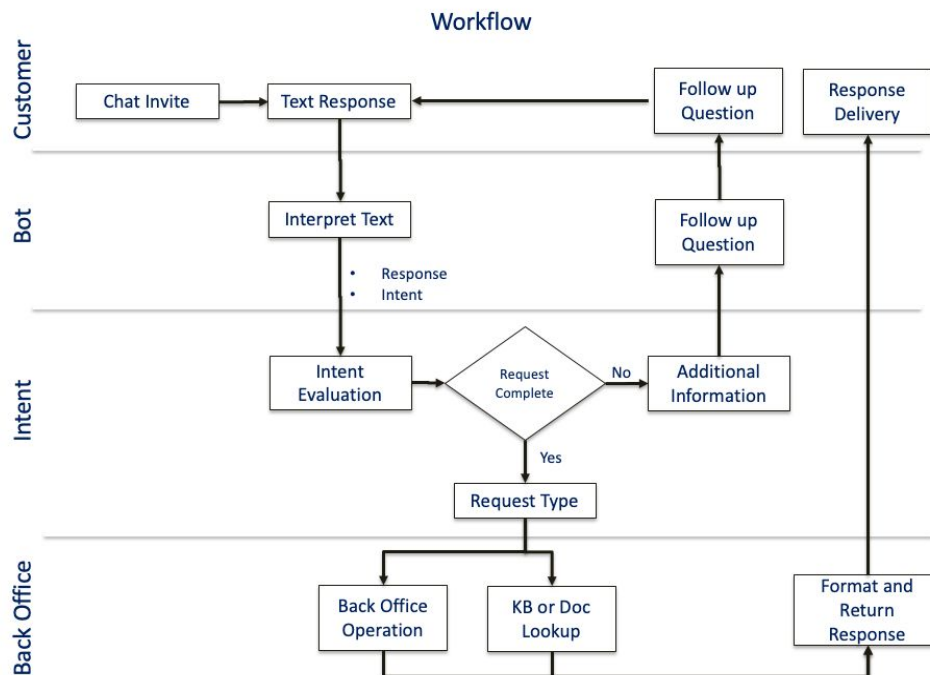 Workflow
Customer
Chat Invite
Text Response
Follow up
Question
Response
Delivery
Bot
Interpret Text
Follow up
Question
• Response
• Intent
Intent
Intent
Evaluation
Request
Complete
No
Additional
Information
Yes
Request Type
Back Office
Back Office
Operation
KB or Doc
Lookup
Format and
Return
Response